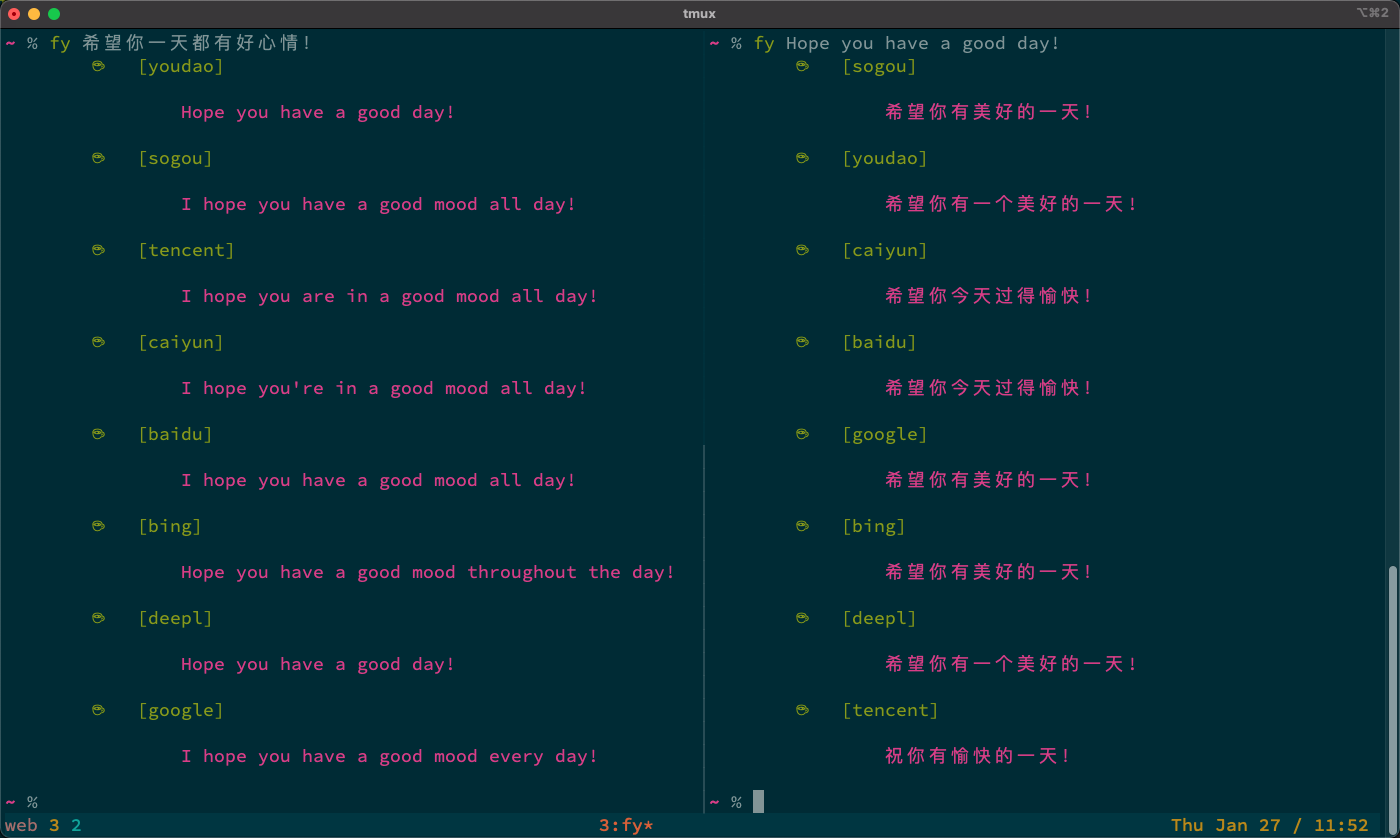 tmux
⌥⌘2
~ % fy 希望你一天都有好心情!
[youdao]
Hope you have a good day!
[sogou]
I hope you have a good mood all day!
[tencent]
I hope you are in a good mood all day!
[caiyun]
I hope you're in a good mood all day!
[baidu]
I hope you have a good mood all day!
[bing]
Hope you have a good mood throughout the day!
[deepl]
Hope you have a good day!
[google]
I hope you have a good mood every day!
~ %
~ % fy Hope you have a good day!
[sogou]
希望你有美好的一天!
[youdao]
希望你有一个美好的一天!
[caiyun]
希望你今天过得愉快!
[baidu]
希望你今天过得愉快!
[google]
希望你有美好的一天!
[bing]
希望你有美好的一天!
[deepl]
希望你有一个美好的一天!
[tencent]
祝你有愉快的一天!
~ %
web 3 2
3:fy*
Thu Jan 27 / 11:52